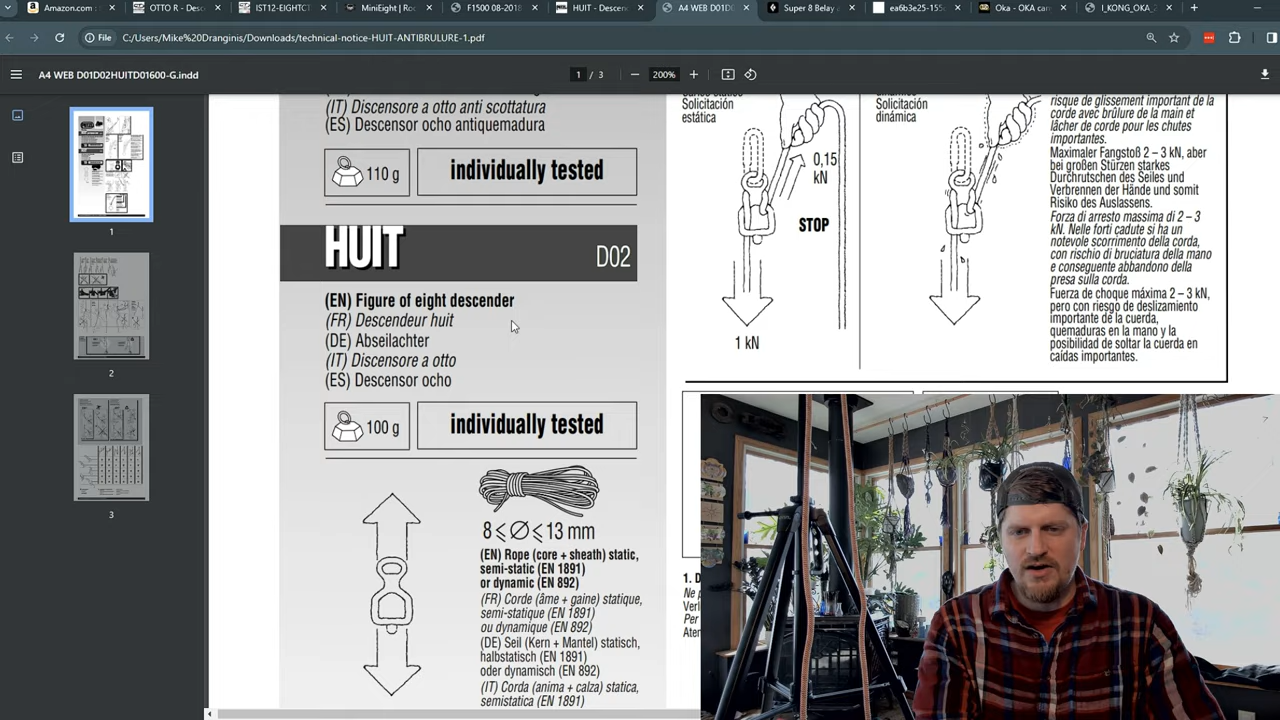 Amazon.com :
OTTO R - Desce
IST12-EIGHTCT
MiniEight | Roc
F1500 08-2018
HUIT - Descen
A4 WEB D01D0
Super 8 Belay
ea6b3e25-155c
Oka - OKA can
I_KONG_OKA_
File
C:/Users/Mike%20Dranginis/Downloads/technical-notice-HUIT-ANTIBRULURE-1.pdf
A4 WEB D01D02HUITD01600-G.indd
1 / 3
200%
1
2
3
(IT) Discensore a otto anti scottatura
(ES) Descensor ocho antiquemadura
110 g
individually tested
HUIT
D02
(EN) Figure of eight descender
(FR) Descendeur huit
(DE) Abseilachter
(IT) Discensore a otto
(ES) Descensor ocho
100 g
individually tested
8 ⩽ ∅ ⩽ 13 mm
(EN) Rope (core + sheath) static,
semi-static (EN 1891)
or dynamic (EN 892)
(FR) Corde (âme + gaine) statique,
semi-statique (EN 1891)
ou dynamique (EN 892)
(DE) Seil (Kern + Mantel) statisch,
halbstatisch (EN 1891)
oder dynamisch (EN 892)
(IT) Corda (anima + calza) statica,
semistatica (EN 1891)
Solicitación
estática
0,15
kN
STOP
1 kN
Solicitación
dinámica
risque de glissement important de la
corde avec brûlure de la main et
lâcher de corde pour les chutes
importantes.
Maximaler Fangstoß 2 – 3 kN, aber
bei großen Stürzen starkes
Durchrutschen des Seiles und
Verbrennen der Hände und somit
Risiko des Auslassens.
Forza di arresto massima di 2 – 3
kN. Nelle forti cadute si ha un
notevole scorrimento della corda,
con rischio di bruciatura della mano
e conseguente abbandono della
presa sulla corda.
Fuerza de choque máxima 2 – 3 kN,
pero con riesgo de deslizamiento
importante de la cuerda,
quemaduras en la mano y la
posibilidad de soltar la cuerda en
caídas importantes.
1. D
Ne p
Verl
Per
Aten